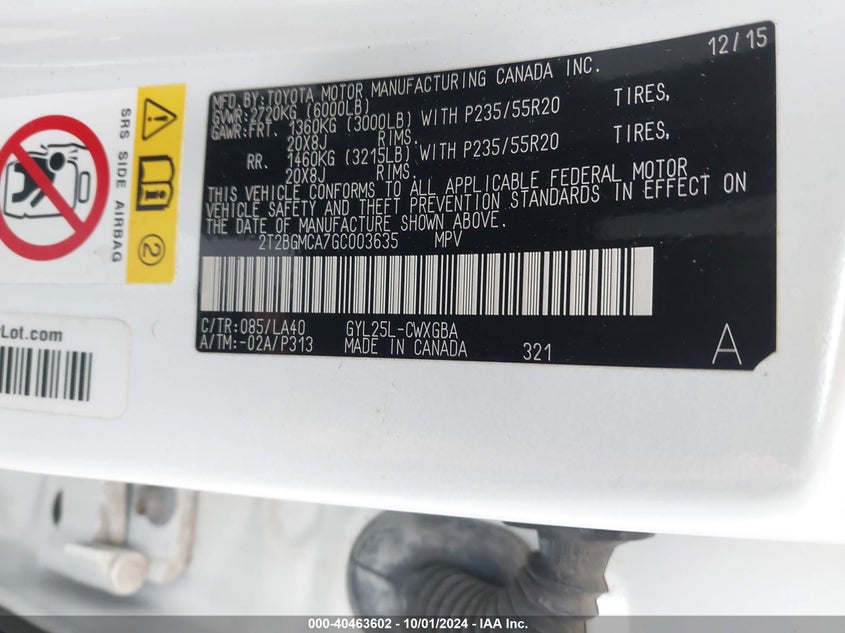 12/15
MFD.BY:TOYOTA MOTOR MANUFACTURING CANADA INC.
GVWR:2720KG (6000LB)
GAWR:FRT. 1360KG (3000LB) WITH P235/55R20 TIRES,
20X8J RIMS.
RR. 1460KG (3215LB) WITH P235/55R20 TIRES,
20X8J RIMS.
THIS VEHICLE CONFORMS TO ALL APPLICABLE FEDERAL MOTOR
VEHICLE SAFETY AND THEFT PREVENTION STANDARDS IN EFFECT ON
THE DATE OF MANUFACTURE SHOWN ABOVE.
2T2BGMCA7GC003635 MPV
C/TR:085/LA40 GYL25L-CWXGBA
A/TM:-02A/P313 MADE IN CANADA 321
A
SRS SIDE AIRBAG
2
Lot.com
000-40463602 - 10/01/2024 - IAA Inc.